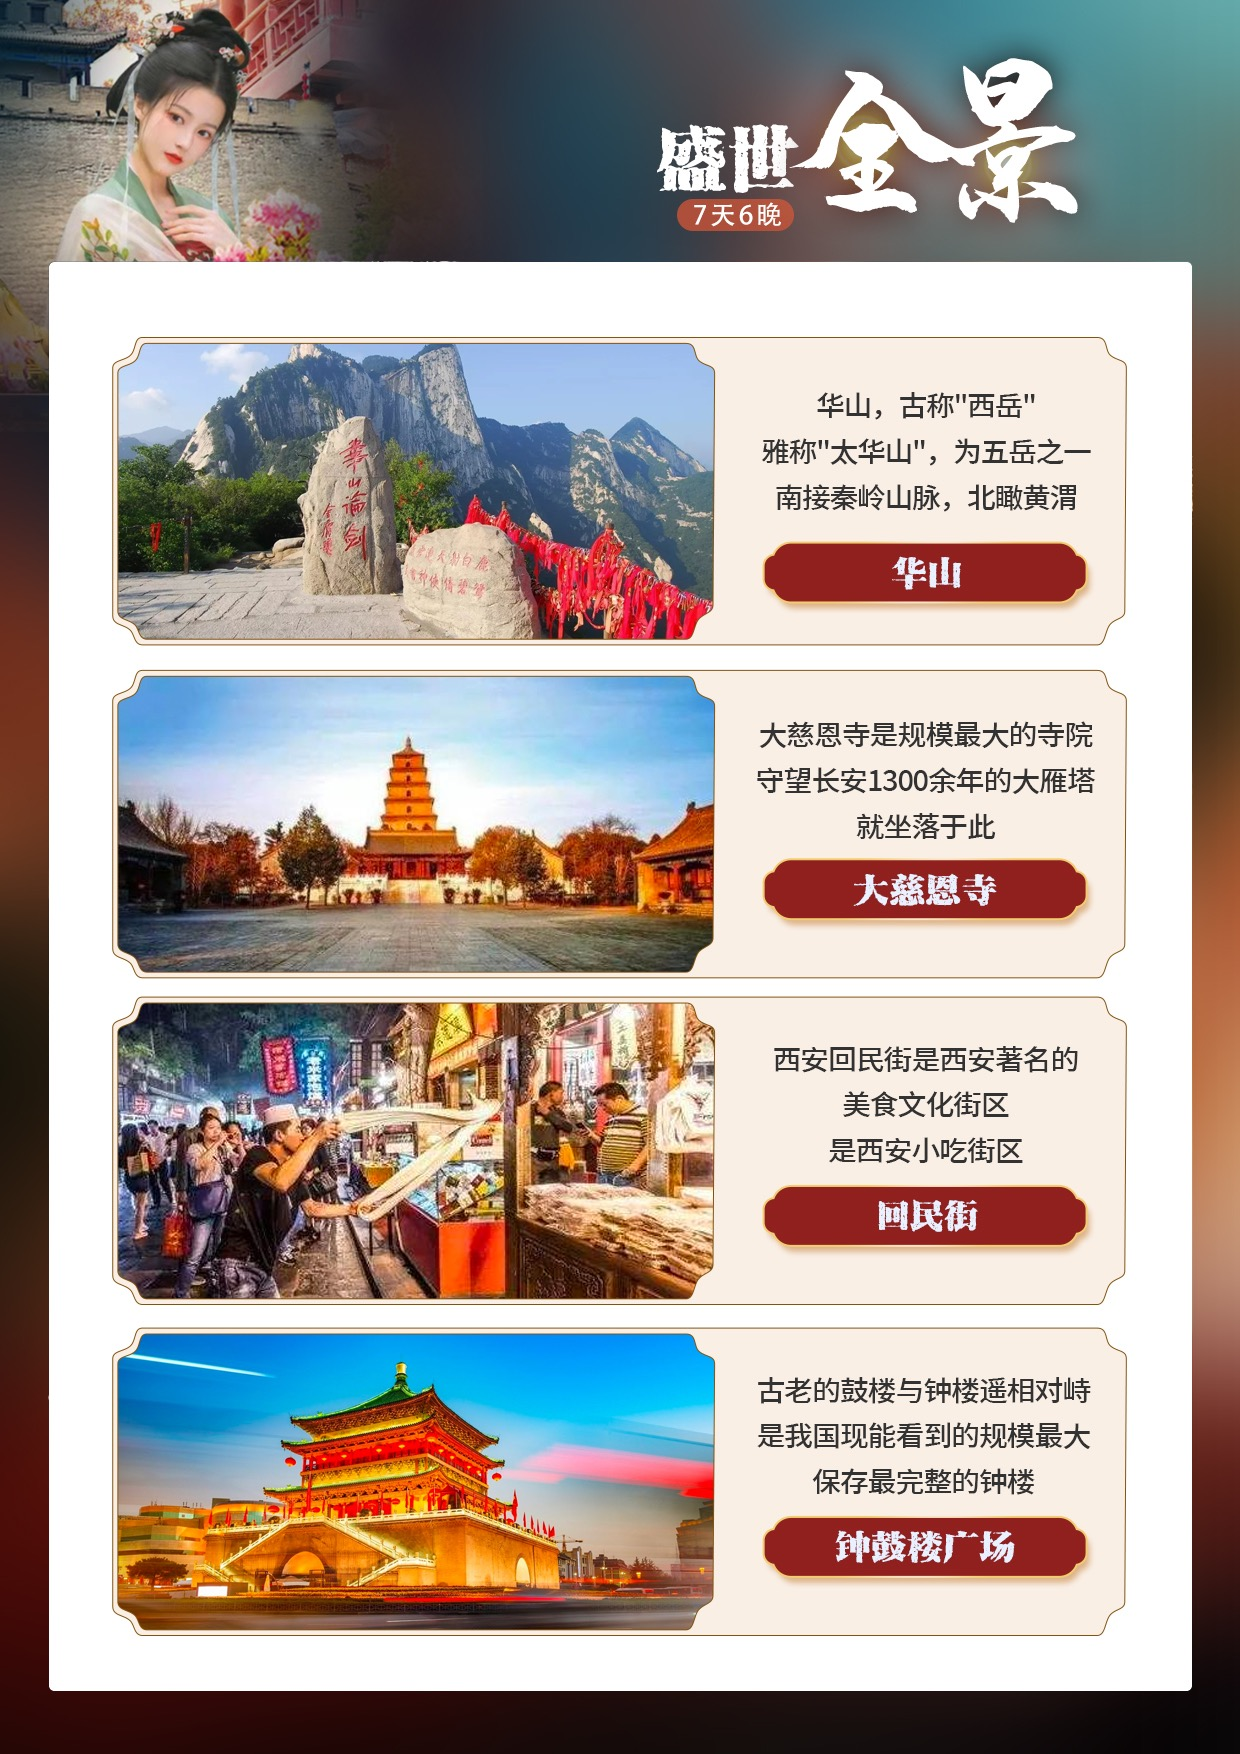 盛世全景
7天6晚
華山論劍
华山，古称"西岳"
雅称"太华山"，为五岳之一
南接秦岭山脉，北瞰黄渭
华山
大慈恩寺是规模最大的寺院
守望长安1300余年的大雁塔
就坐落于此
大慈恩寺
西安回民街是西安著名的
美食文化街区
是西安小吃街区
回民街
古老的鼓楼与钟楼遥相对峙
是我国现能看到的规模最大
保存最完整的钟楼
钟鼓楼广场